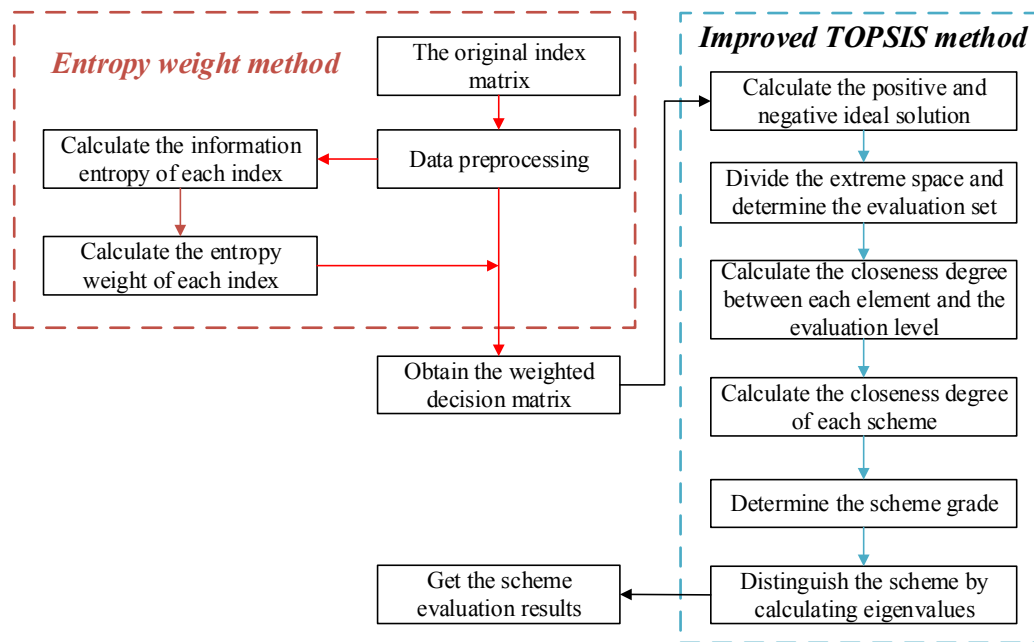 Entropy weight method
The original index
matrix
Data preprocessing
Calculate the information
entropy of each index
Calculate the entropy
weight of each index
Obtain the weighted
decision matrix
Improved TOPSIS method
Calculate the positive and
negative ideal solution
Divide the extreme space and
determine the evaluation set
Calculate the closeness degree
between each element and the
evaluation level
Calculate the closeness degree
of each scheme
Determine the scheme grade
Distinguish the scheme by
calculating eigenvalues
Get the scheme
evaluation results